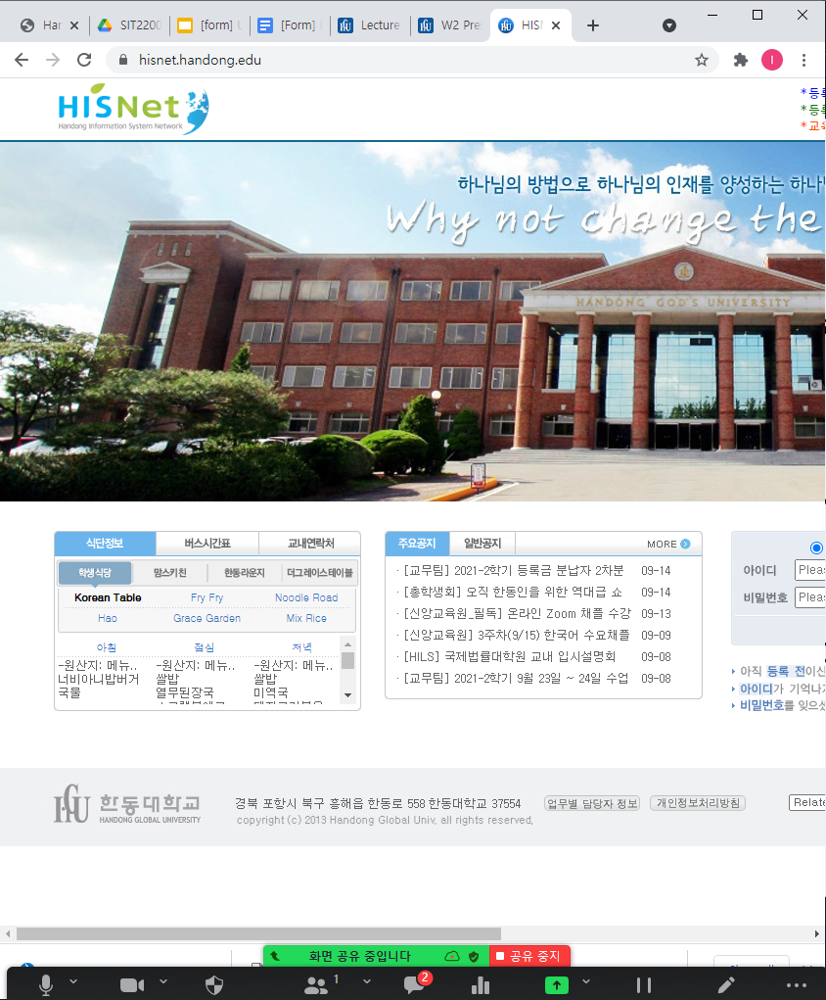 Har
SIT2200
[form] U
[Form]
Lecture
W2 Pre
HIS
hisnet.handong.edu
I
HISNet
Handong Information System Network
*등록
*등록
*교육
하나님의 방법으로 하나님의 인재를 양성하는 하나
Why not change the
HANDONG GOD'S UNIVERSITY
식단정보 버스시간표 교내연락처
학생식당 맘스키친 한동라운지 더그레이스테이블
Korean Table Fry Fry Noodle Road
Hao Grace Garden Mix Rice
아침 점심 저녁
-원산지: 메뉴.. -원산지: 메뉴.. -원산지: 메뉴..
너비아니밥버거 쌀밥 쌀밥
국물 열무된장국 미역국
주요공지 일반공지 MORE
· [교무팀] 2021-2학기 등록금 분납자 2차분 09-14
· [총학생회] 오직 한동인을 위한 역대급 쇼 09-14
· [신앙교육원_필독] 온라인 Zoom 채플 수강 09-13
· [신앙교육원] 3주차(9/15) 한국어 수요채플 09-09
· [HILS] 국제법률대학원 교내 입시설명회 09-08
· [교무팀] 2021-2학기 9월 23일 ~ 24일 수업 09-08
아이디 Pleas
비밀번호 Pleas
아직 등록 전이신
아이디가 기억나지
비밀번호를 잊으셨
한동대학교
HANDONG GLOBAL UNIVERSITY
경북 포항시 북구 흥해읍 한동로 558 한동대학교 37554
업무별 담당자 정보 개인정보처리방침 Relate
copyright (c) 2013 Handong Global Univ, all rights reserved,
화면 공유 중입니다 공유 중지
1
2